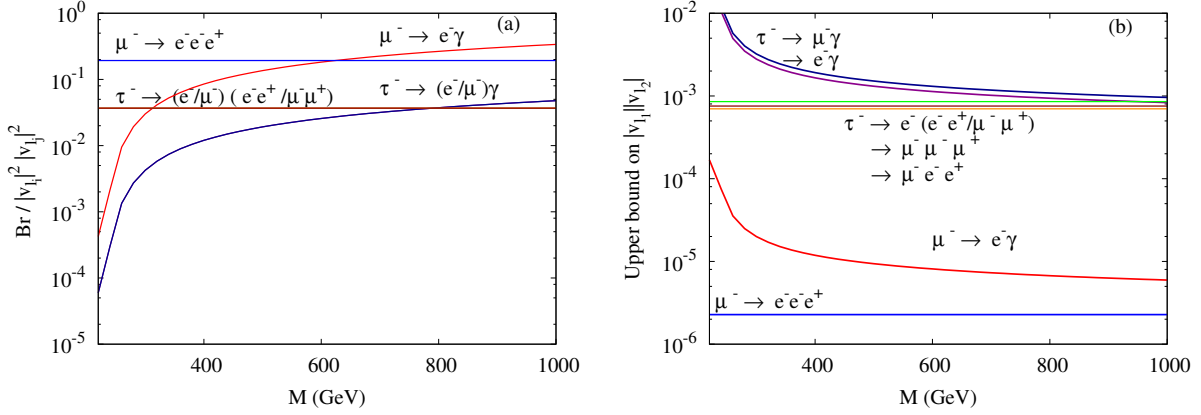 (a)
μ⁻ → e⁻e⁻e⁺
μ⁻ → e⁻γ
τ⁻ → (e⁻/μ⁻) (e⁻e⁺/μ⁻μ⁺)
τ⁻ → (e⁻/μ⁻)γ
Br / |v_{l_i}|² |v_{l_j}|²
10⁰
10⁻¹
10⁻²
10⁻³
10⁻⁴
10⁻⁵
400 600 800 1000
M (GeV)
(b)
τ⁻ → μ⁻γ
→ e⁻γ
τ⁻ → e⁻ (e⁻e⁺/μ⁻ μ⁺)
→ μ⁻ μ⁻ μ⁺
→ μ⁻ e⁻ e⁺
μ⁻ → e⁻γ
μ⁻ → e⁻e⁻e⁺
Upper bound on |v_{l_1}||v_{l_2}|
10⁻²
10⁻³
10⁻⁴
10⁻⁵
10⁻⁶
400 600 800 1000
M (GeV)